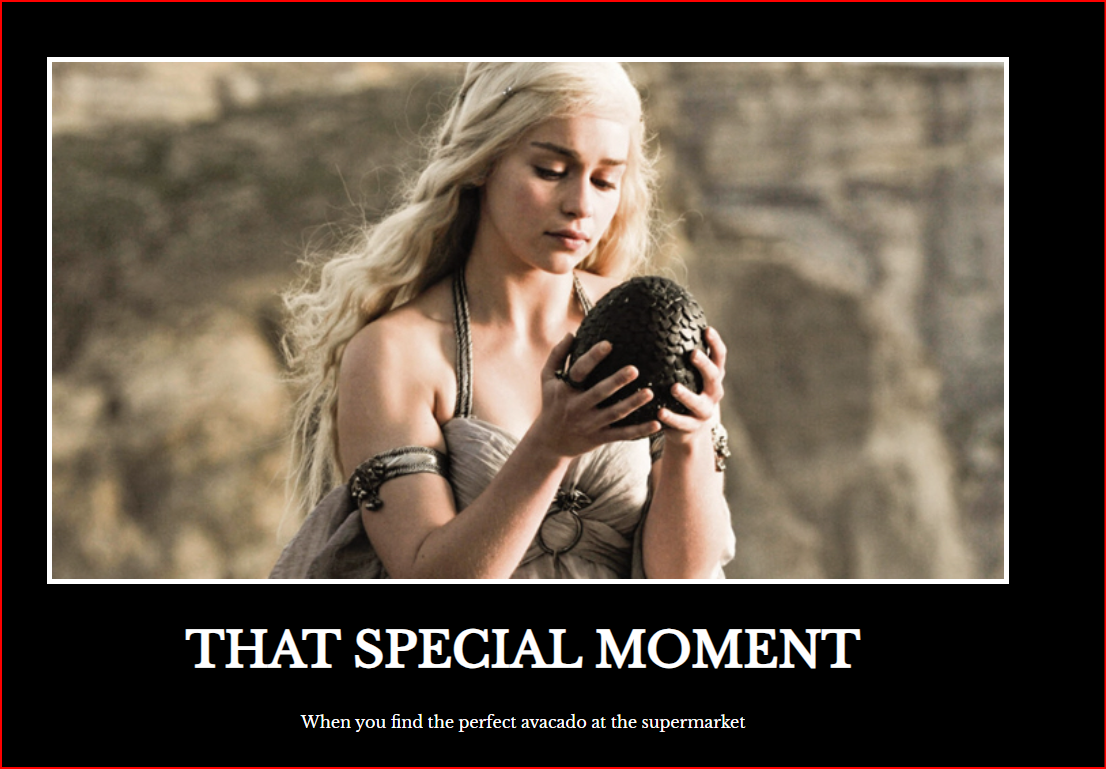 THAT SPECIAL MOMENT
When you find the perfect avacado at the supermarket